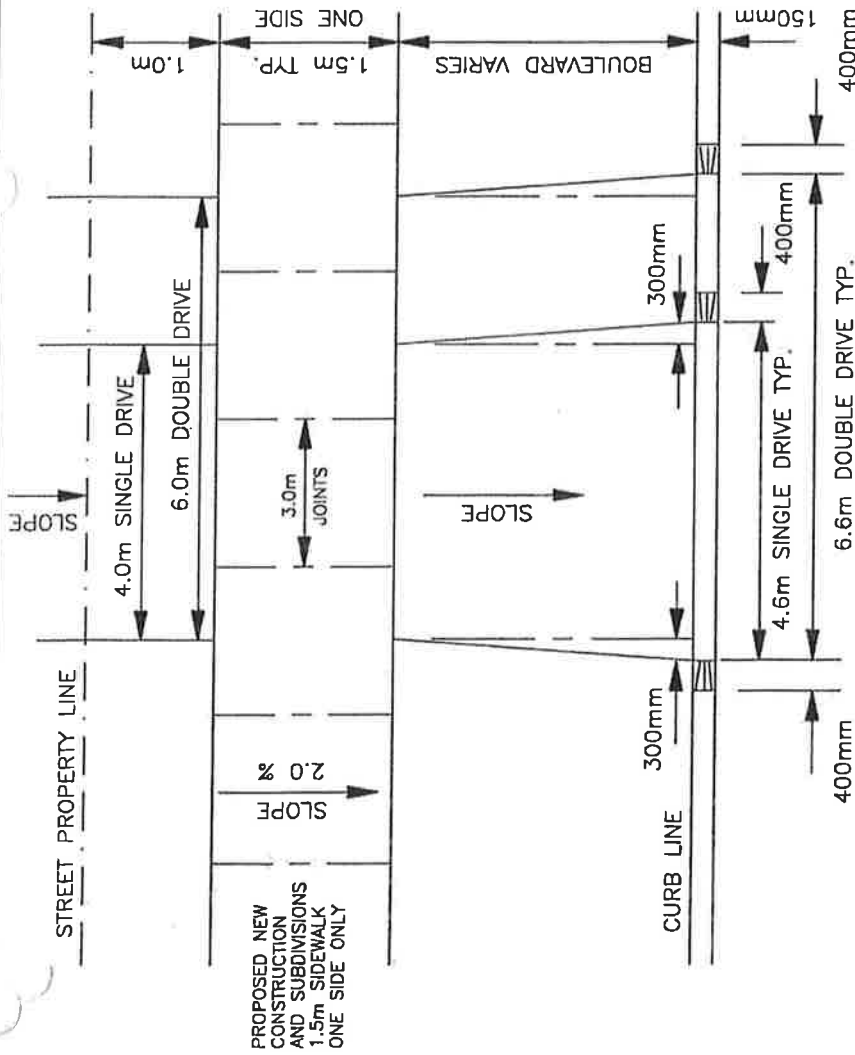 STREET PROPERTY LINE
SLOPE
1.0m
4.0m SINGLE DRIVE
6.0m DOUBLE DRIVE
1.5m TYP.
ONE SIDE
3.0m
JOINTS
PROPOSED NEW
CONSTRUCTION
AND SUBDIVISIONS
1.5m SIDEWALK
ONE SIDE ONLY
SLOPE
2.0 %
SLOPE
BOULEVARD VARIES
300mm
300mm
CURB LINE
150mm
400mm
4.6m SINGLE DRIVE TYP.
400mm
6.6m DOUBLE DRIVE TYP.
400mm